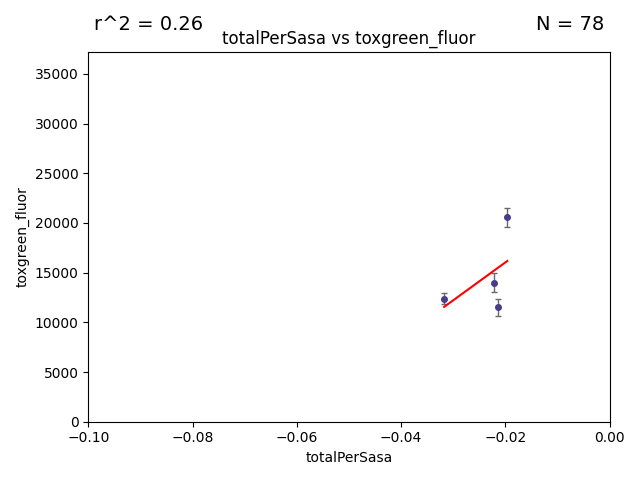 r^2 = 0.26
N = 78
totalPerSasa vs toxgreen_fluor
35000
30000
25000
20000
15000
10000
5000
0
toxgreen_fluor
−0.10
−0.08
−0.06
−0.04
−0.02
0.00
totalPerSasa